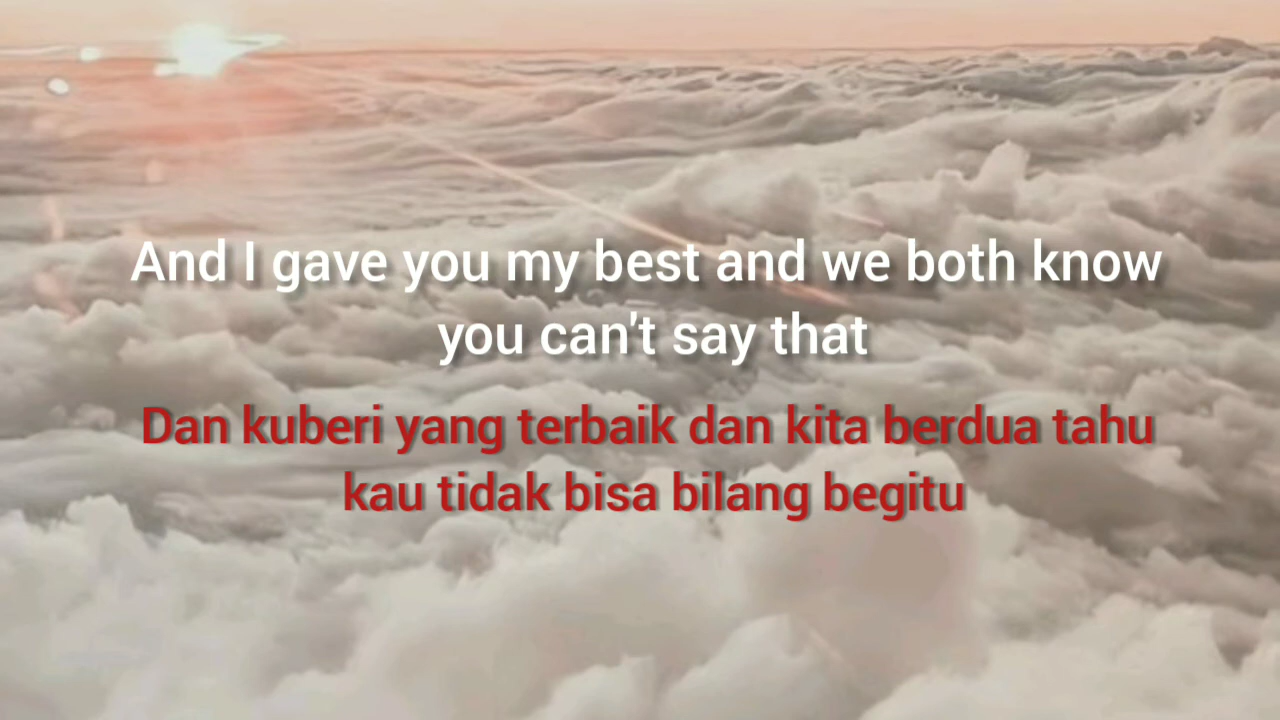 And I gave you my best and we both know
you can't say that
Dan kuberi yang terbaik dan kita berdua tahu
kau tidak bisa bilang begitu